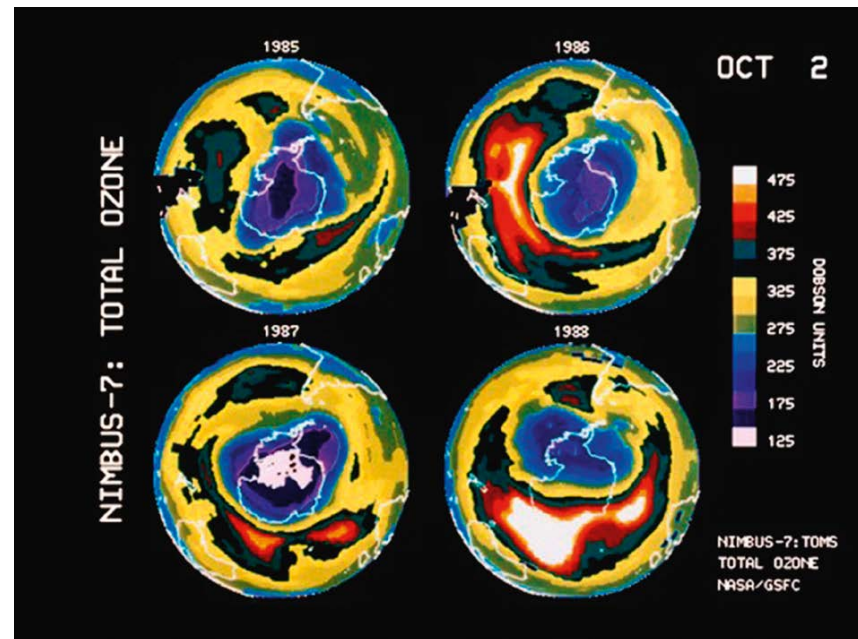 NIMBUS-7: TOTAL OZONE
1985
1986
OCT 2
1987
1988
475
425
375
325
275
225
175
125
DOBSON UNITS
NIMBUS-7:TOMS
TOTAL OZONE
NASA/GSFC